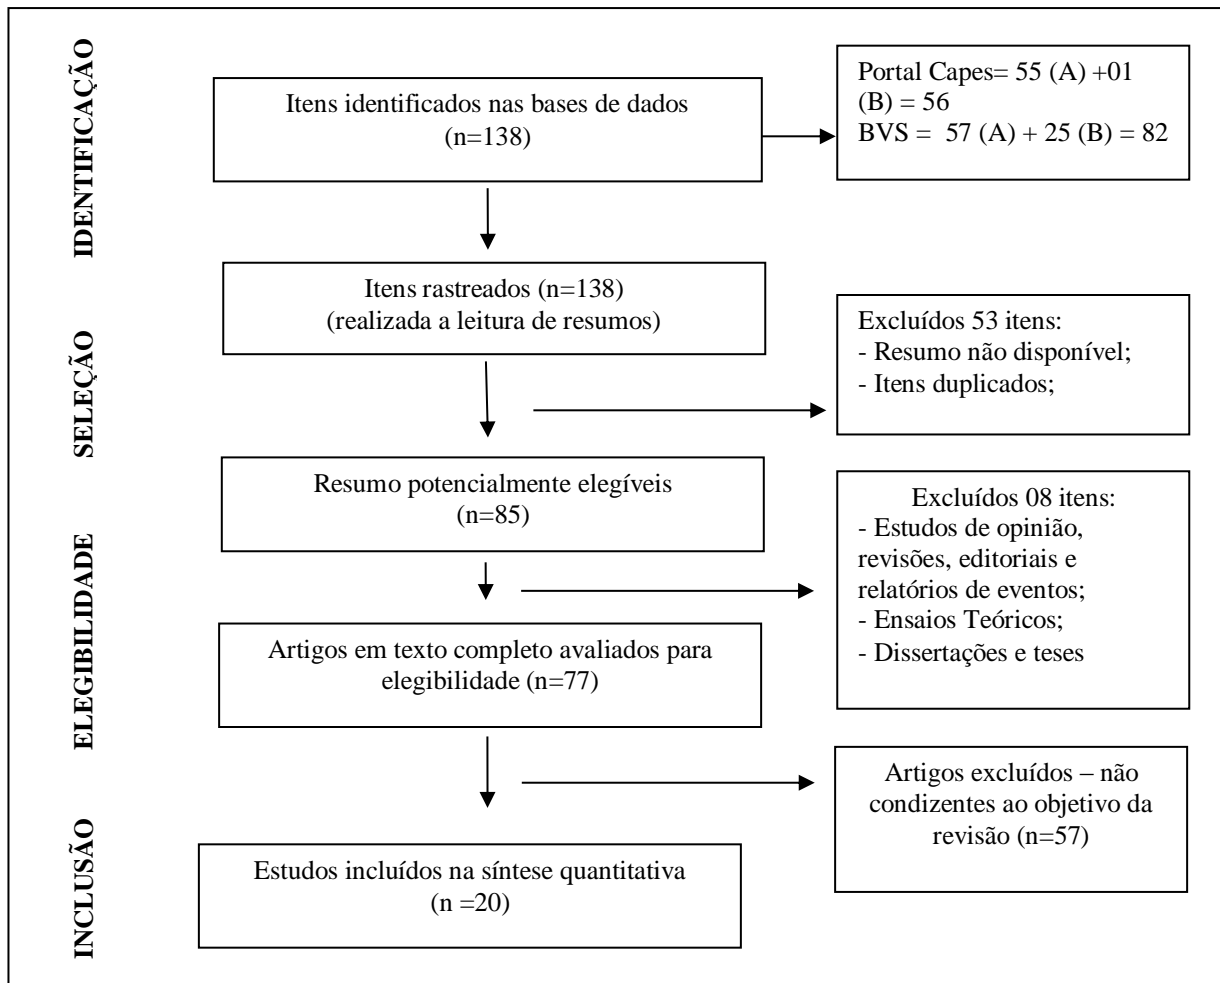 IDENTIFICAÇÃO
Itens identificados nas bases de dados
(n=138)
Portal Capes= 55 (A) +01
(B) = 56
BVS =  57 (A) + 25 (B) = 82
SELEÇÃO
Itens rastreados (n=138)
(realizada a leitura de resumos)
Excluídos 53 itens:
- Resumo não disponível;
- Itens duplicados;
ELEGIBILIDADE
Resumo potencialmente elegíveis
(n=85)
Excluídos 08 itens:
- Estudos de opinião,
revisões, editoriais e
relatórios de eventos;
- Ensaios Teóricos;
- Dissertações e teses
Artigos em texto completo avaliados para
elegibilidade (n=77)
Artigos excluídos – não
condizentes ao objetivo da
revisão (n=57)
INCLUSÃO
Estudos incluídos na síntese quantitativa
(n =20)